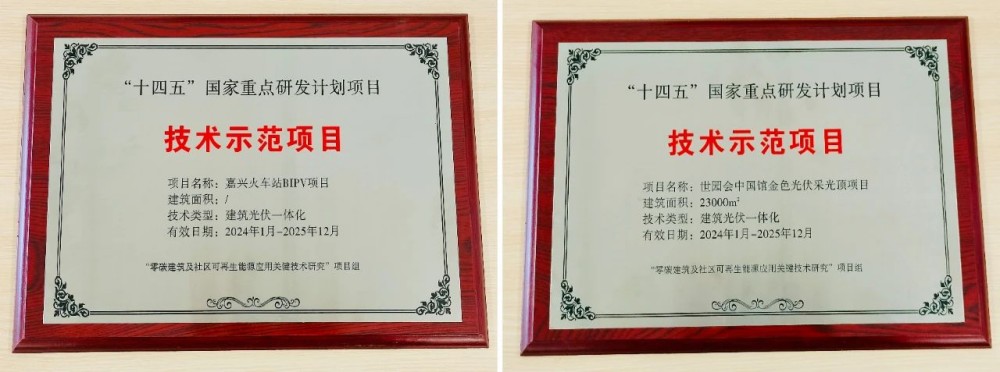 “十四五”国家重点研发计划项目
技术示范项目
项目名称：嘉兴火车站BIPV项目
建筑面积：/
技术类型：建筑光伏一体化
有效日期：2024年1月-2025年12月
“零碳建筑及社区可再生能源应用关键技术研究”项目组
“十四五”国家重点研发计划项目
技术示范项目
项目名称：世园会中国馆金色光伏采光顶项目
建筑面积：23000m²
技术类型：建筑光伏一体化
有效日期：2024年1月-2025年12月
“零碳建筑及社区可再生能源应用关键技术研究”项目组